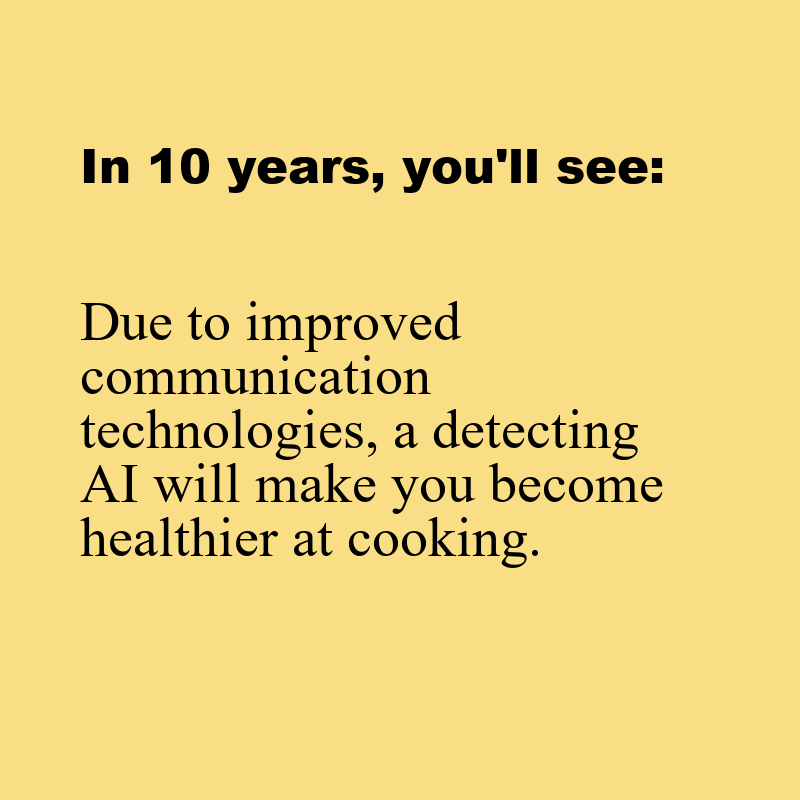 In 10 years, you'll see:
Due to improved
communication
technologies, a detecting
AI will make you become
healthier at cooking.